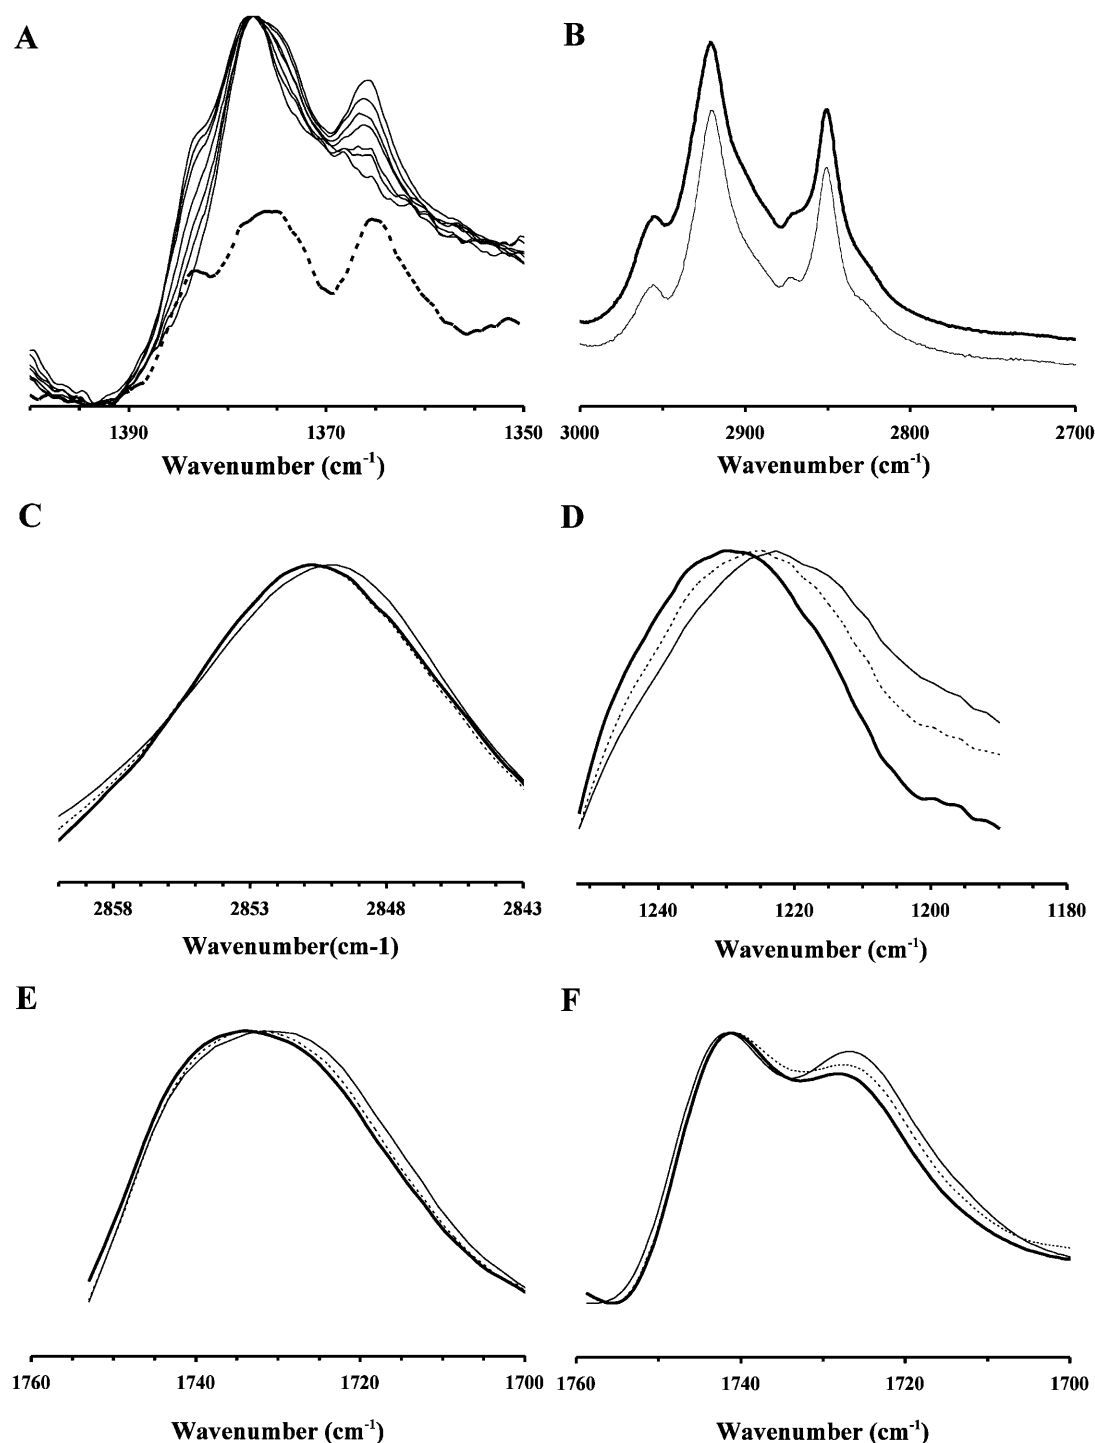 A
B
1390 1370 1350
3000 2900 2800 2700
Wavenumber (cm-1)
Wavenumber (cm-1)
C
D
2858 2853 2848 2843
1240 1220 1200 1180
Wavenumber(cm-1)
Wavenumber (cm-1)
E
F
1760 1740 1720 1700
1760 1740 1720 1700
Wavenumber (cm-1)
Wavenumber (cm-1)